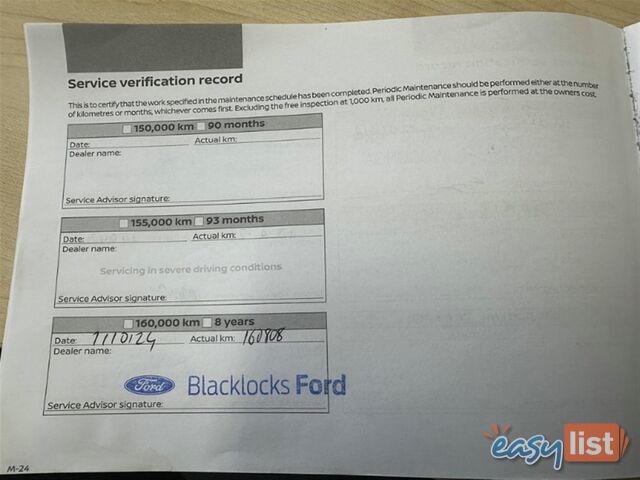 Service verification record
This is to certify that the work specified in the maintenance schedule has been completed. Periodic Maintenance should be performed either at the number
of kilometres or months, whichever comes first. Excluding the free inspection at 1,000 km, all Periodic Maintenance is performed at the owners cost.
150,000 km 90 months
Date: Actual km:
Dealer name:
Service Advisor signature:
155,000 km 93 months
Date: Actual km:
Dealer name:
Servicing in severe driving conditions
Service Advisor signature:
160,000 km 8 years
Date: 7/10/24 Actual km: 160808
Dealer name:
Ford Blacklocks Ford
Service Advisor signature:
M-24
easy list